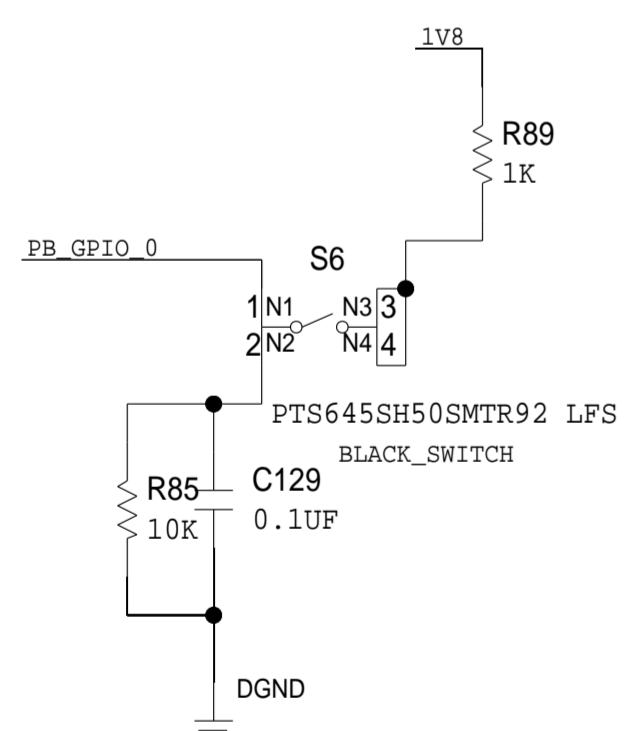 1V8
R89
1K
PB_GPIO_0
S6
1 N1 N3 3
2 N2 N4 4
PTS645SH50SMTR92 LFS
BLACK_SWITCH
R85 C129
10K 0.1UF
DGND